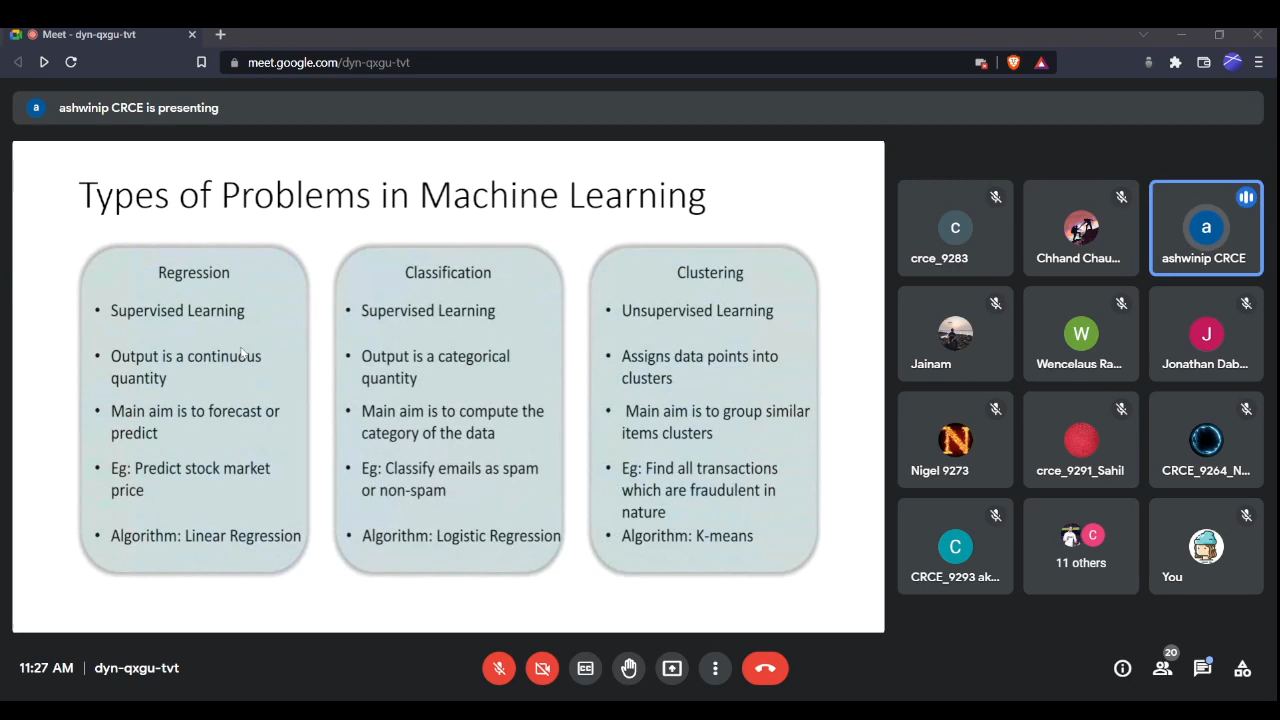 Meet - dyn-qxgu-tvt
meet.google.com/dyn-qxgu-tvt
a
ashwinip CRCE is presenting
Types of Problems in Machine Learning
Regression
• Supervised Learning
• Output is a continuous
quantity
• Main aim is to forecast or
predict
• Eg: Predict stock market
price
• Algorithm: Linear Regression
Classification
• Supervised Learning
• Output is a categorical
quantity
• Main aim is to compute the
category of the data
• Eg: Classify emails as spam
or non-spam
• Algorithm: Logistic Regression
Clustering
• Unsupervised Learning
• Assigns data points into
clusters
• Main aim is to group similar
items clusters
• Eg: Find all transactions
which are fraudulent in
nature
• Algorithm: K-means
c
crce_9283
Chhand Chau...
a
ashwinip CRCE
Jainam
W
Wencelaus Ra...
J
Jonathan Dab...
N
Nigel 9273
crce_9291_Sahil
CRCE_9264_N...
C
CRCE_9293 ak...
C
11 others
You
11:27 AM
dyn-qxgu-tvt
20